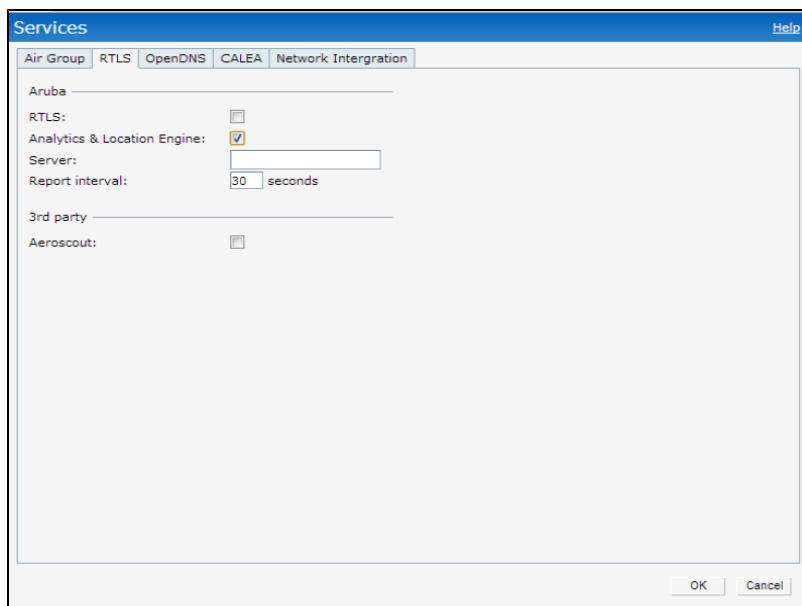 Services
Help
Air Group RTLS OpenDNS CALEA Network Intergration
Aruba
RTLS:
Analytics & Location Engine:
Server:
Report interval: 30 seconds
3rd party
Aeroscout:
OK Cancel